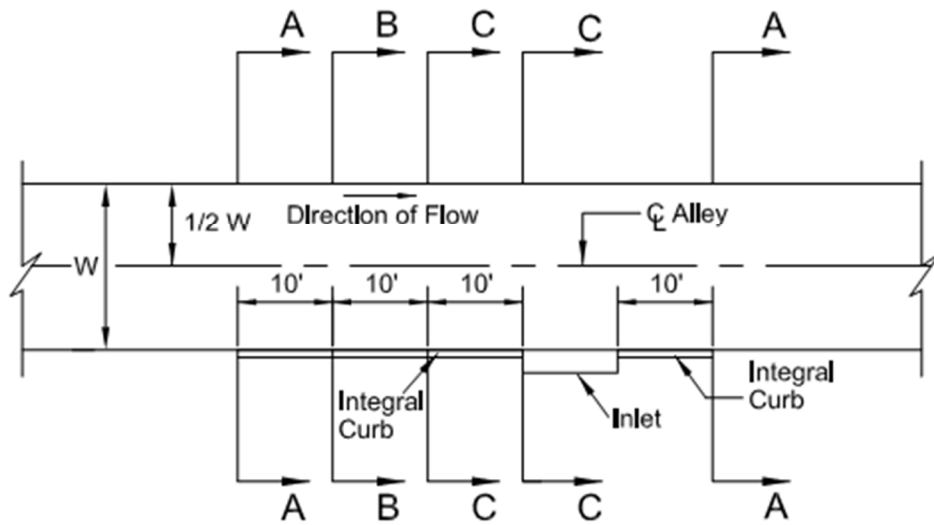 A B C C A
Direction of Flow
1/2 W
℄ Alley
W
10' 10' 10' 10'
Integral
Curb
Inlet
Integral
Curb
A B C C A